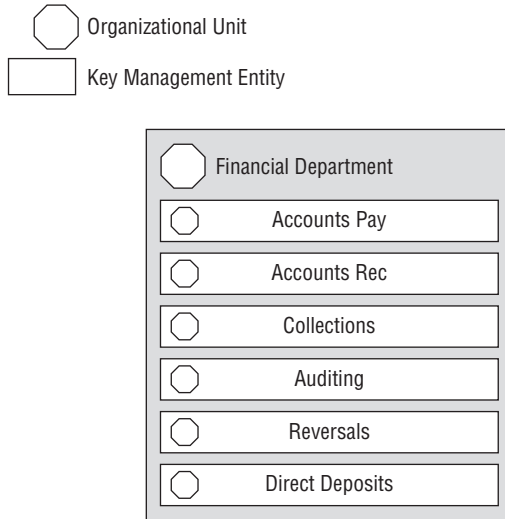 Organizational Unit
Key Management Entity
Financial Department
Accounts Pay
Accounts Rec
Collections
Auditing
Reversals
Direct Deposits